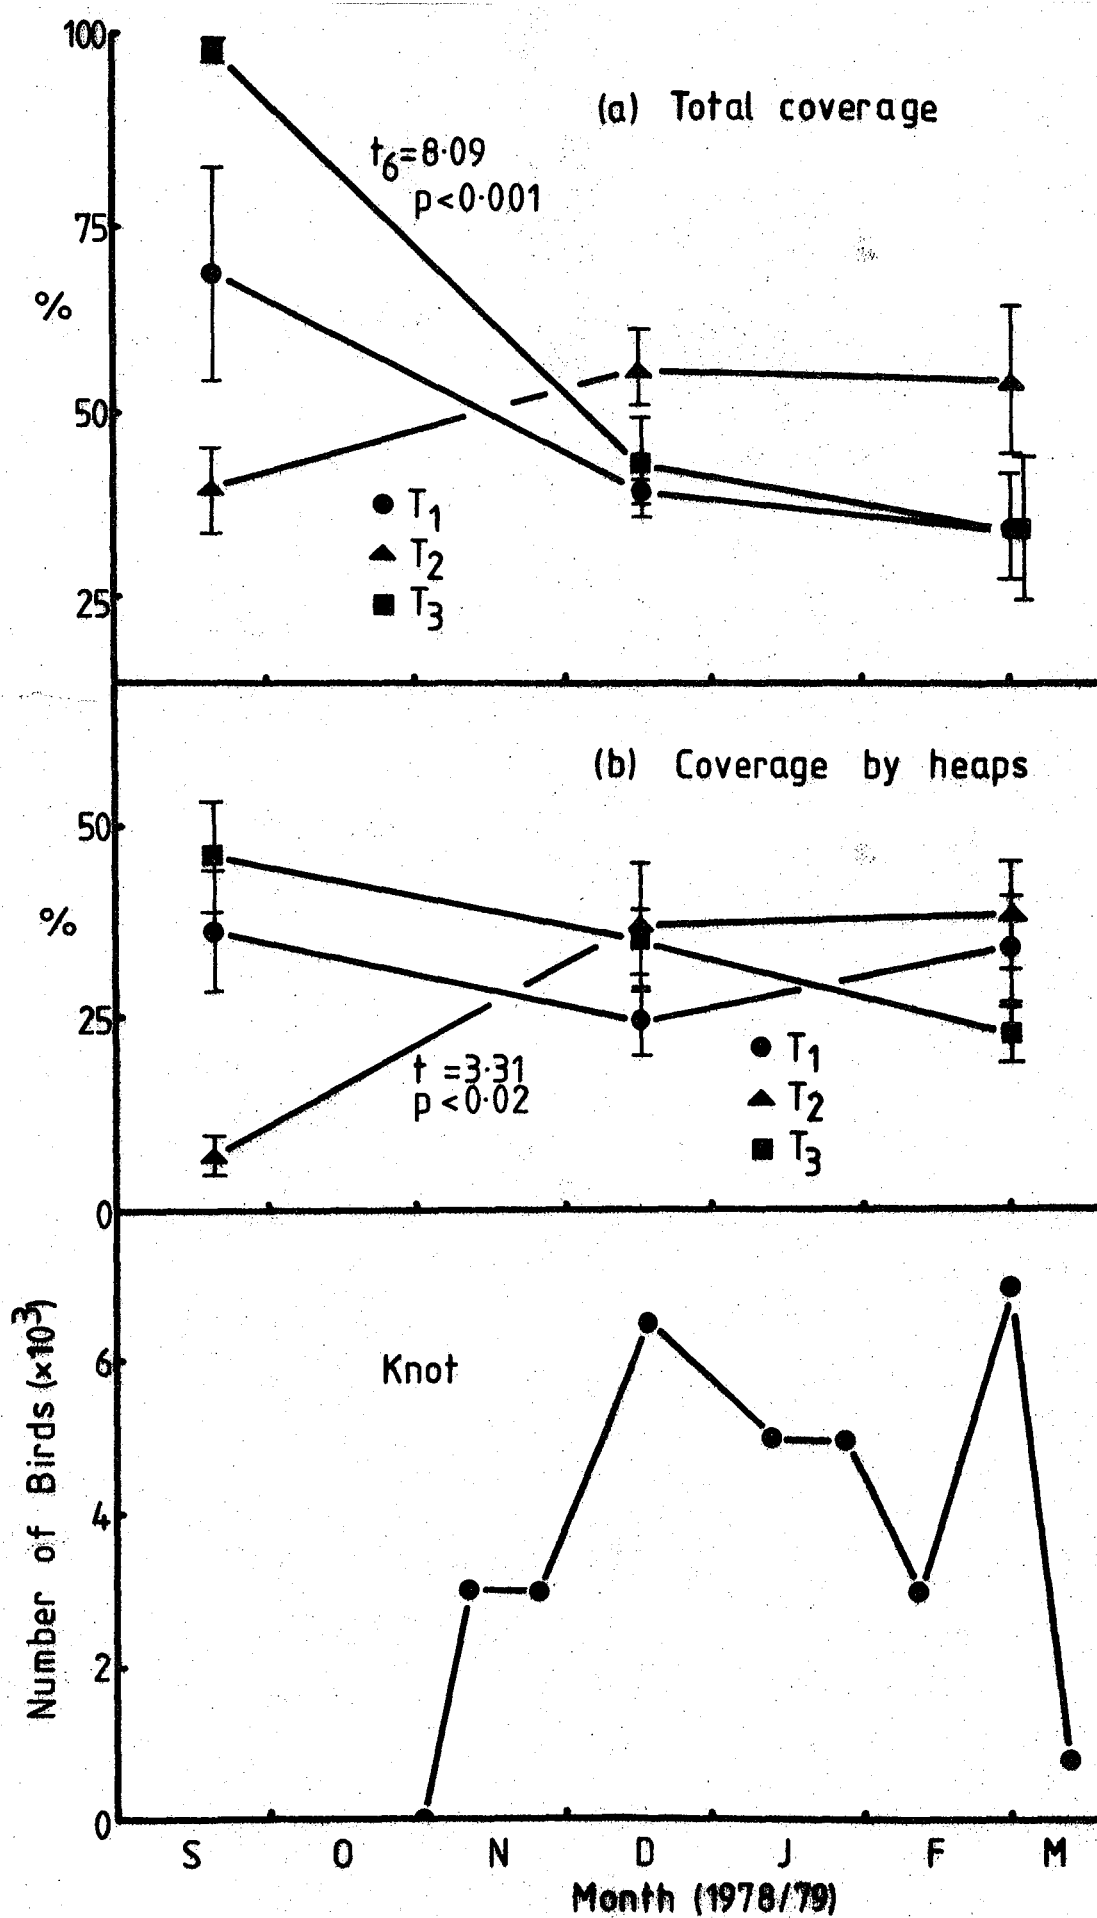 100
(a) Total coverage
t6=8·09
p<0·001
75
%
50
T1
T2
T3
25
(b) Coverage by heaps
50
%
25
T1
t =3·31
p<0·02
T2
T3
0
Number of Birds (×10³)
Knot
6
4
2
0
S O N D J F M
Month (1978/79)